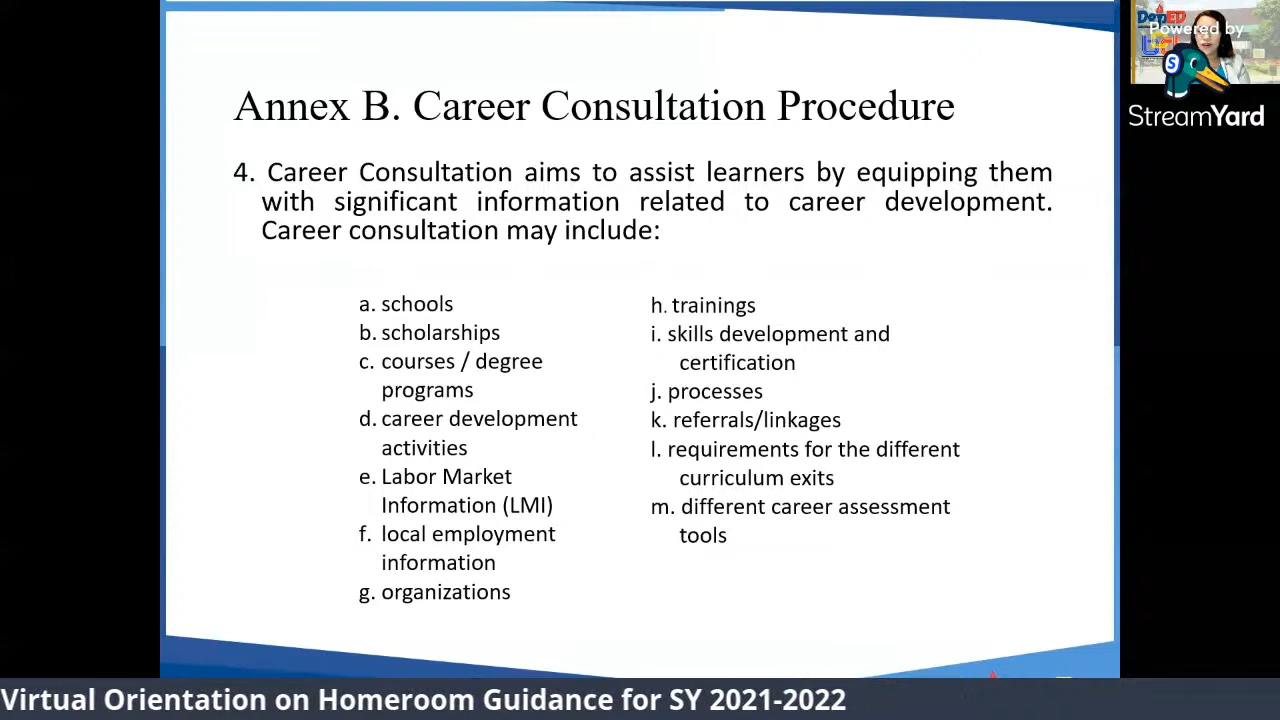 Annex B. Career Consultation Procedure
4. Career Consultation aims to assist learners by equipping them
with significant information related to career development.
Career consultation may include:
a. schools
b. scholarships
c. courses / degree
programs
d. career development
activities
e. Labor Market
Information (LMI)
f. local employment
information
g. organizations
h. trainings
i. skills development and
certification
j. processes
k. referrals/linkages
l. requirements for the different
curriculum exits
m. different career assessment
tools
DepED
Powered by
S
StreamYard
Virtual Orientation on Homeroom Guidance for SY 2021-2022